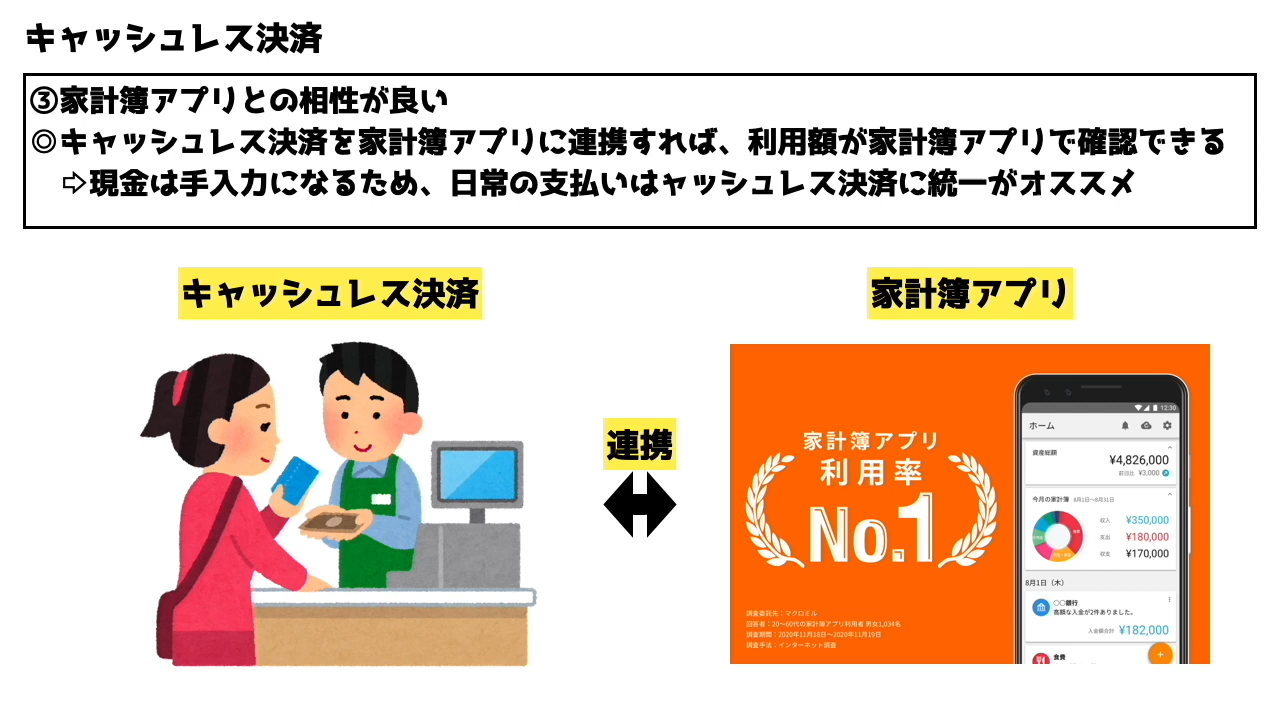 キャッシュレス決済
③家計簿アプリとの相性が良い
◎キャッシュレス決済を家計簿アプリに連携すれば、利用額が家計簿アプリで確認できる
⇨現金は手入力になるため、日常の支払いはャッシュレス決済に統一がオススメ
キャッシュレス決済
家計簿アプリ
連携
家計簿アプリ
利用率
No.1
調査委託先：マクロミル
回答者：20～60代の家計簿アプリ利用者 男女1,034名
調査期間：2020年11月18日～2020年11月19日
調査手法：インターネット調査
12:30
ホーム
資産総額
¥4,826,000
前日比 ¥3,000
今月の家計簿 8月1日～8月31日
収入 ¥350,000
支出 ¥180,000
収支 ¥170,000
8月1日（木）
〇〇銀行
高額な入金が2件ありました。
入金額合計 ¥182,000
食費